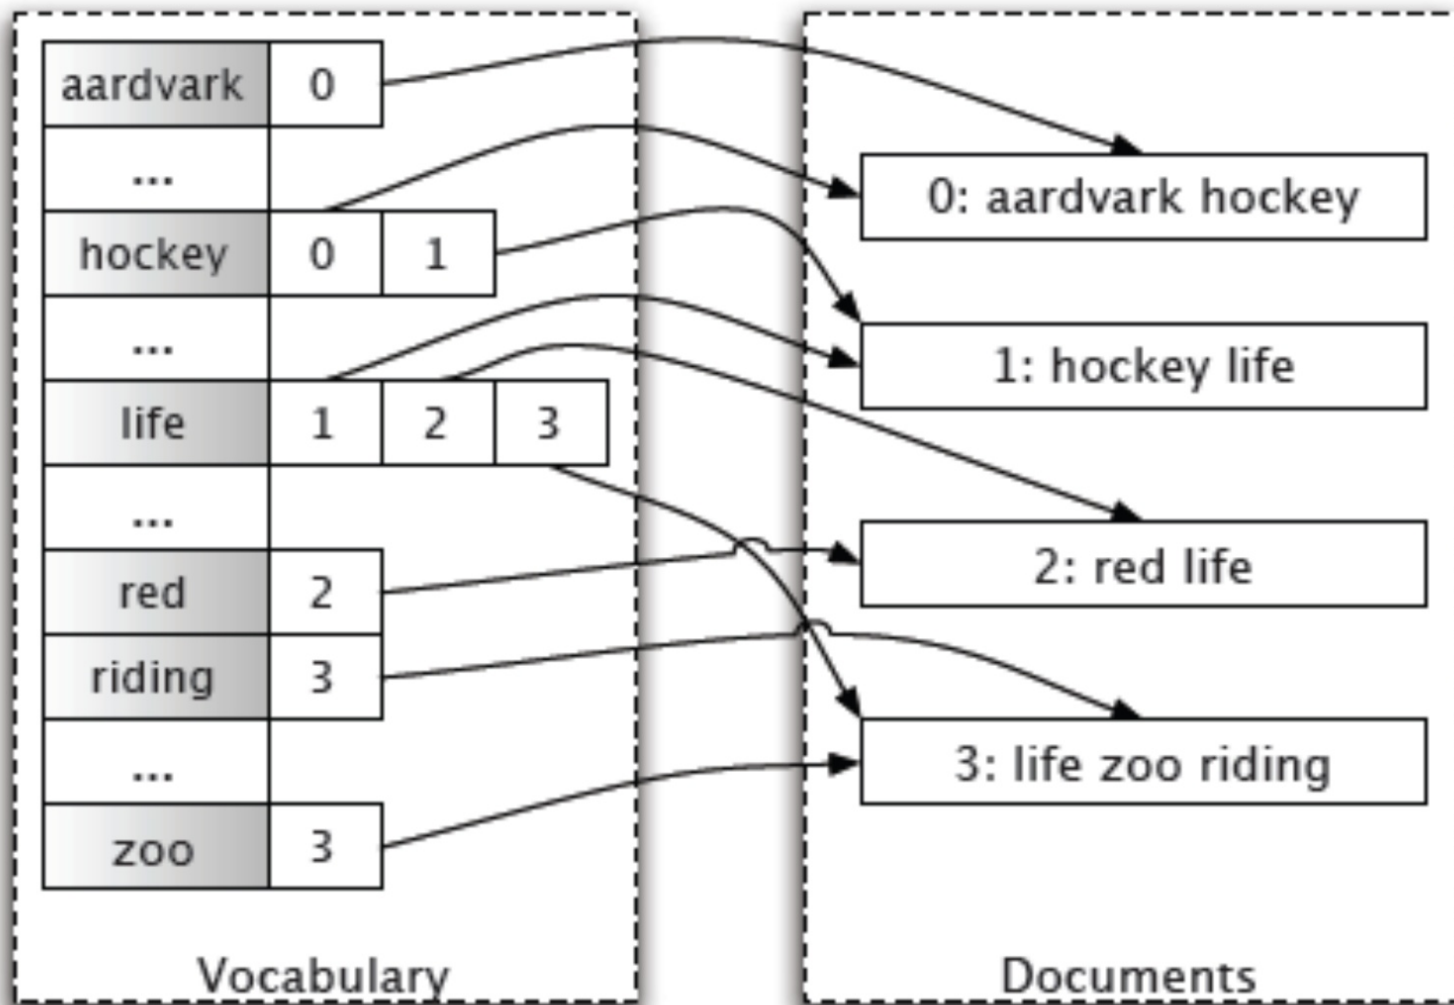 aardvark 0
...
hockey 0 1
...
life 1 2 3
...
red 2
riding 3
...
zoo 3
Vocabulary
0: aardvark hockey
1: hockey life
2: red life
3: life zoo riding
Documents